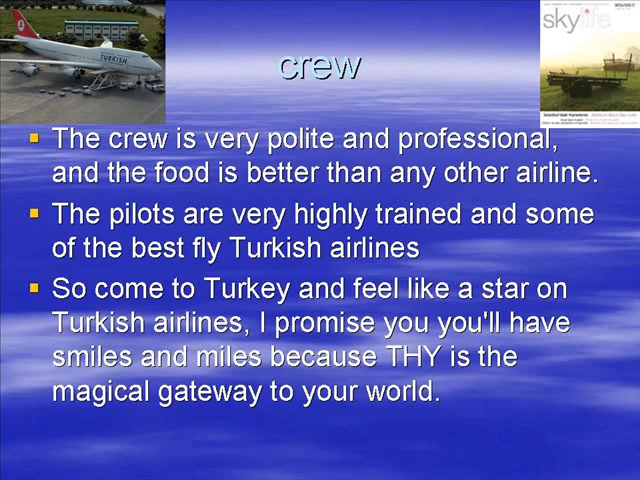 TURKISH
skylife
crew
The crew is very polite and professional,
and the food is better than any other airline.
The pilots are very highly trained and some
of the best fly Turkish airlines
So come to Turkey and feel like a star on
Turkish airlines, I promise you you'll have
smiles and miles because THY is the
magical gateway to your world.